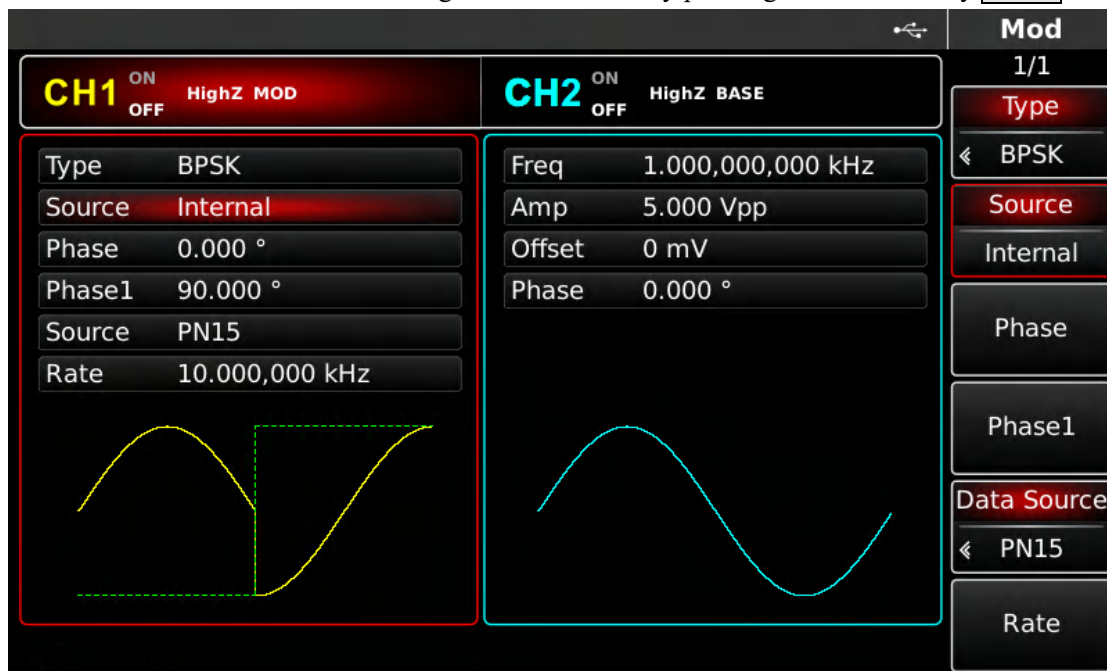 Mod
1/1
CH1 ON OFF HighZ MOD
CH2 ON OFF HighZ BASE
Type BPSK
Source Internal
Phase 0.000 °
Phase1 90.000 °
Source PN15
Rate 10.000,000 kHz
Freq 1.000,000,000 kHz
Amp 5.000 Vpp
Offset 0 mV
Phase 0.000 °
Type
BPSK
Source
Internal
Phase
Phase1
Data Source
PN15
Rate